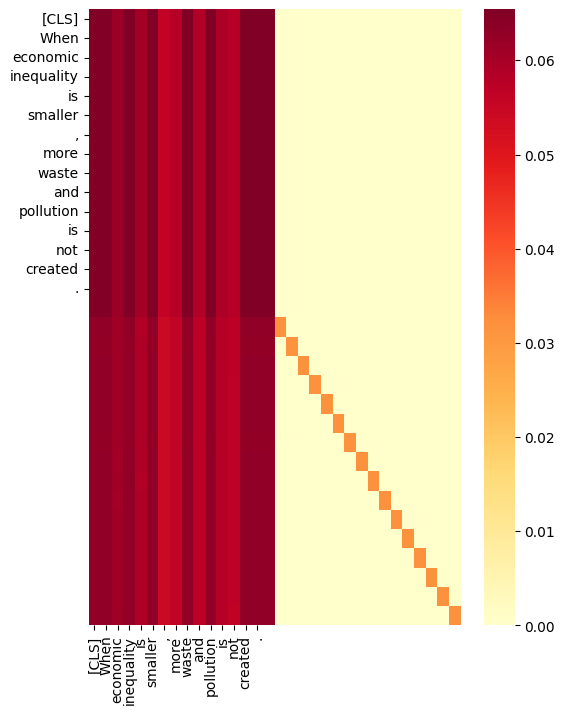 [CLS]
When
economic
inequality
is
smaller
,
more
waste
and
pollution
is
not
created
.
0.06
0.05
0.04
0.03
0.02
0.01
0.00
[CLS]
When
economic
inequality
is
smaller
,
more
waste
and
pollution
is
not
created
.